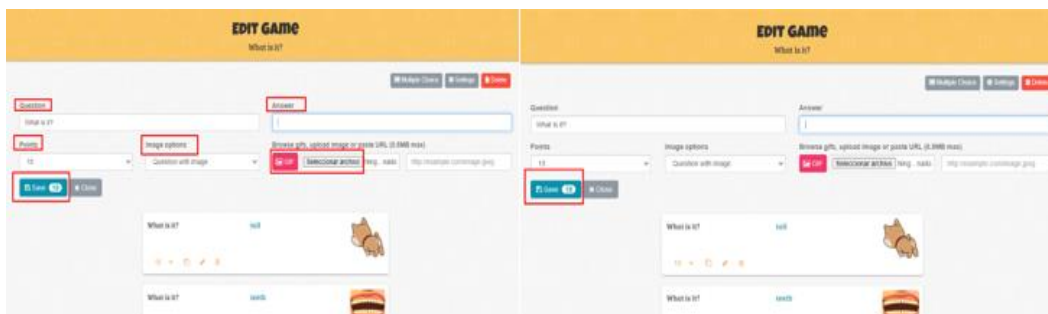 EDIT GAME
What is it?
Multiple Choice Settings Delete
Question Answer
What is it?
Points Image options Browse gifs, upload image or paste URL (0.5MB max)
10 Question with image GIF Seleccionar archivo Ning... nado http://example.com/image.jpeg
Save Close
What is it? tail
10
What is it? teeth
EDIT GAME
What is it?
Multiple Choice Settings Delete
Question Answer
What is it?
Points Image options Browse gifs, upload image or paste URL (0.5MB max)
Question with image GIF Seleccionar archivo Ning... nado http://example.com/image.jpeg
Save Close
What is it? tail
10
What is it? teeth